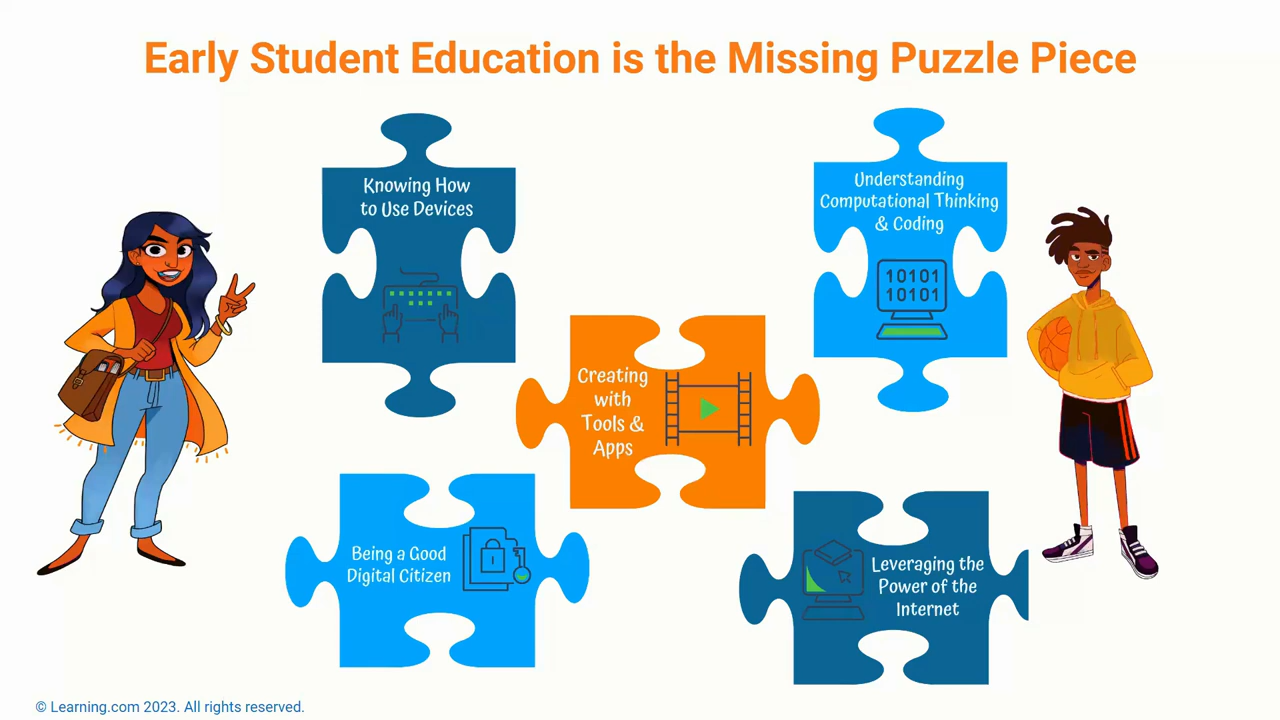 Early Student Education is the Missing Puzzle Piece
Knowing How
to Use Devices
Understanding
Computational Thinking
& Coding
10101
10101
Creating
with
Tools &
Apps
Being a Good
Digital Citizen
Leveraging the
Power of the
Internet
© Learning.com 2023. All rights reserved.